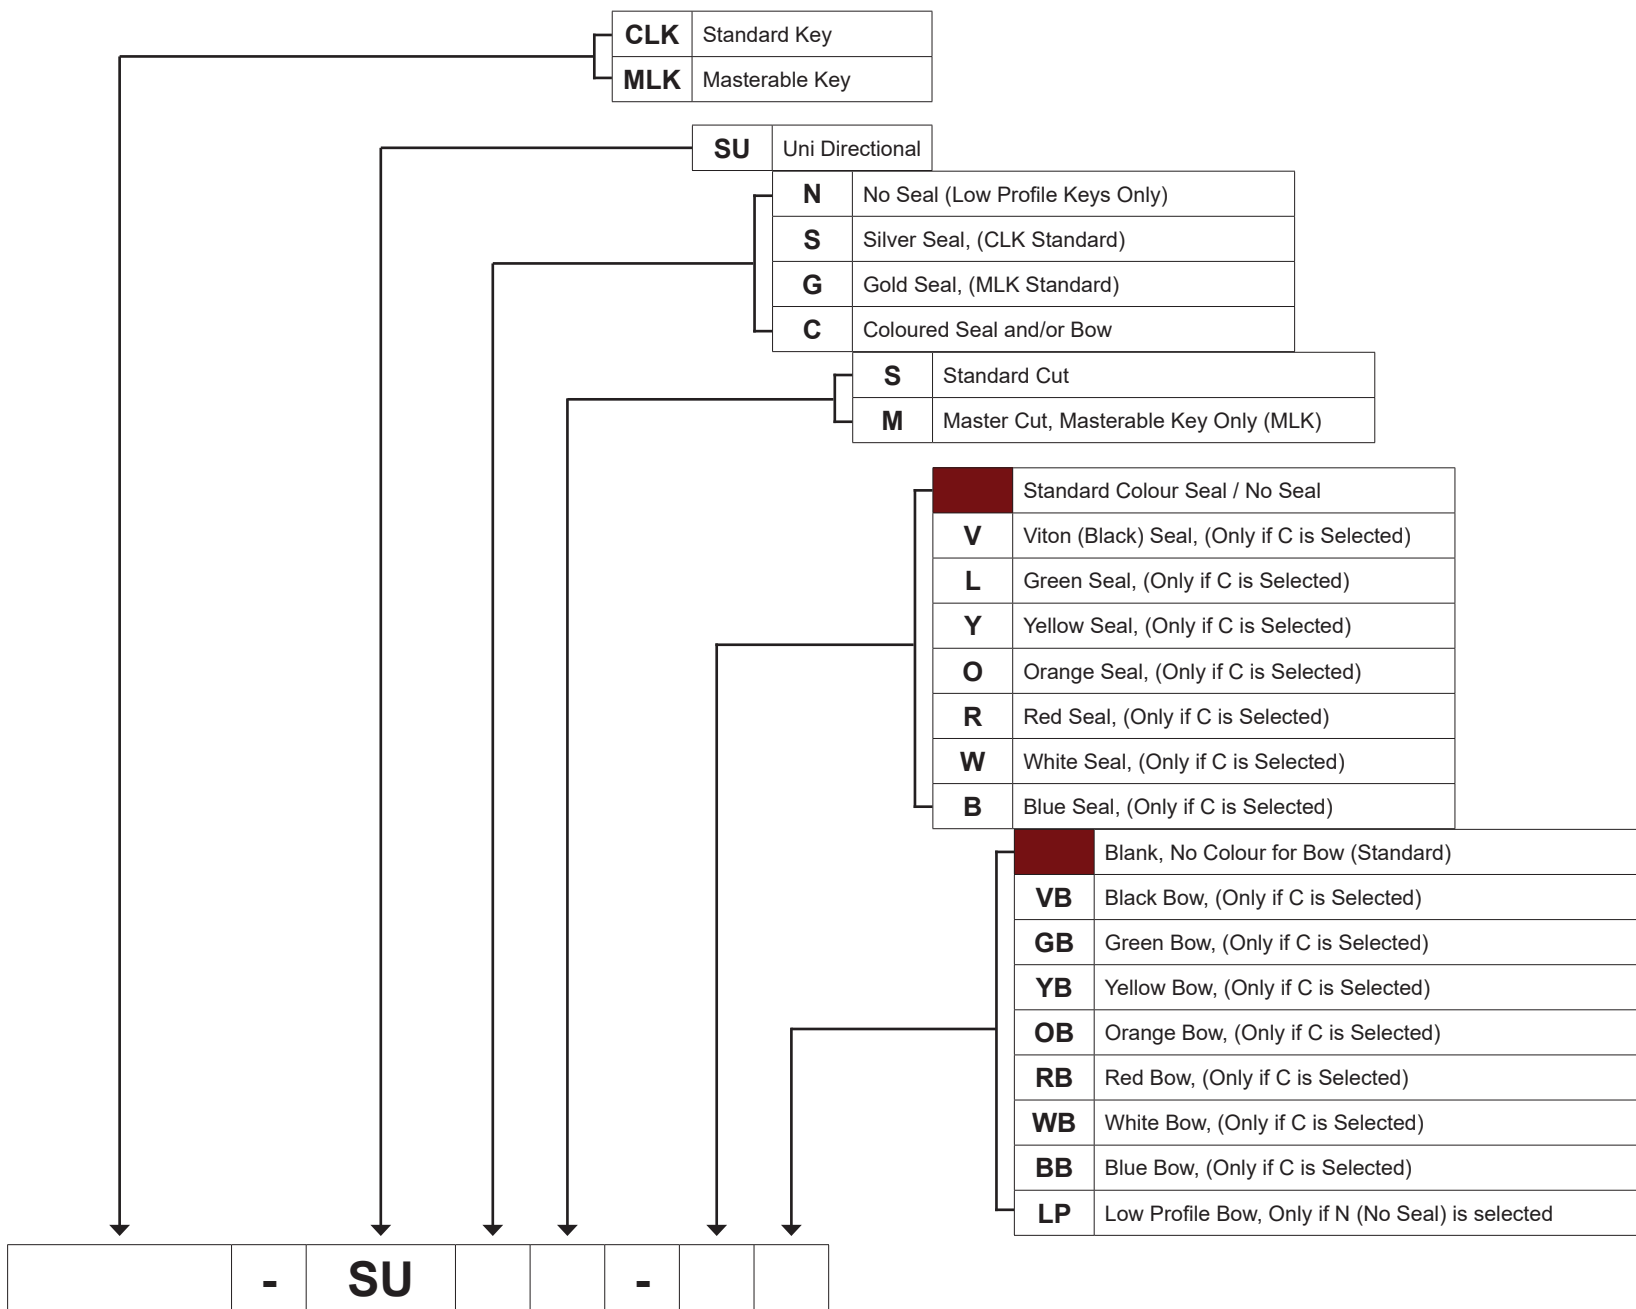 CLK Standard Key
MLK Masterable Key
SU Uni Directional
N No Seal (Low Profile Keys Only)
S Silver Seal, (CLK Standard)
G Gold Seal, (MLK Standard)
C Coloured Seal and/or Bow
S Standard Cut
M Master Cut, Masterable Key Only (MLK)
Standard Colour Seal / No Seal
V Viton (Black) Seal, (Only if C is Selected)
L Green Seal, (Only if C is Selected)
Y Yellow Seal, (Only if C is Selected)
O Orange Seal, (Only if C is Selected)
R Red Seal, (Only if C is Selected)
W White Seal, (Only if C is Selected)
B Blue Seal, (Only if C is Selected)
Blank, No Colour for Bow (Standard)
VB Black Bow, (Only if C is Selected)
GB Green Bow, (Only if C is Selected)
YB Yellow Bow, (Only if C is Selected)
OB Orange Bow, (Only if C is Selected)
RB Red Bow, (Only if C is Selected)
WB White Bow, (Only if C is Selected)
BB Blue Bow, (Only if C is Selected)
LP Low Profile Bow, Only if N (No Seal) is selected
- SU -